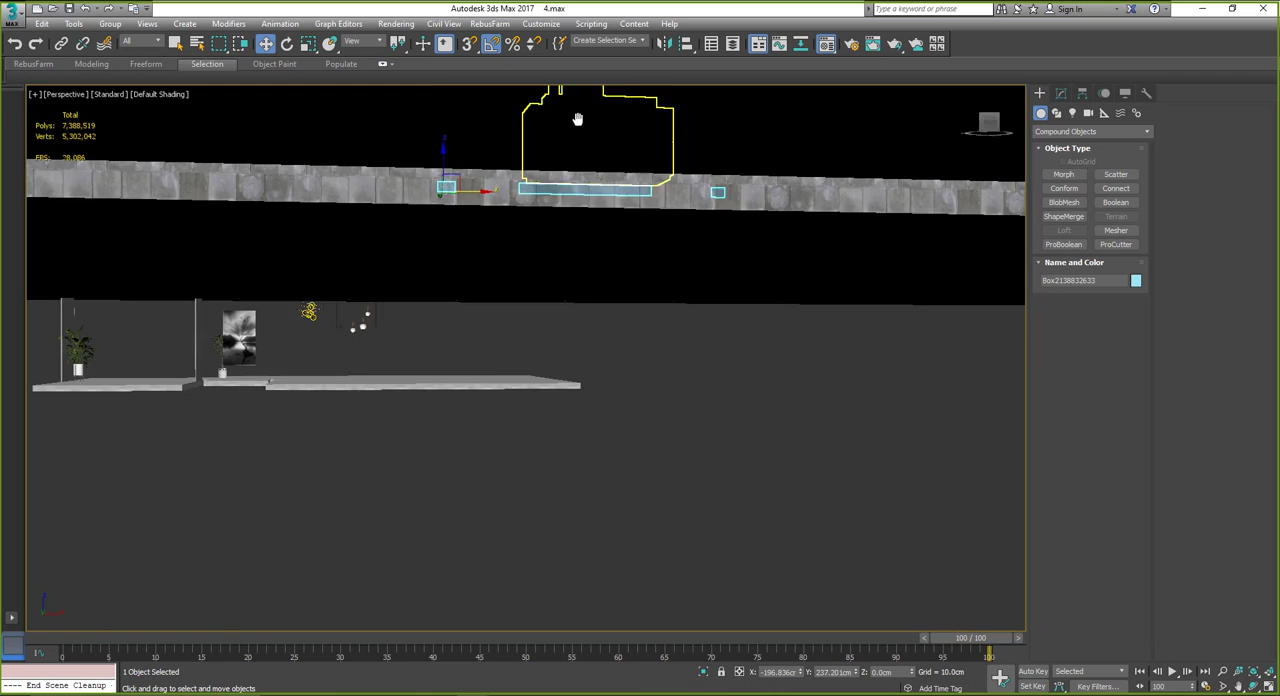 Autodesk 3ds Max 2017 4.max
Type a keyword or phrase
Sign In
3
MAX
Edit Tools Group Views Create Modifiers Animation Graph Editors Rendering Civil View RebusFarm Customize Scripting Content Help
All
View
Create Selection Se
RebusFarm Modeling Freeform Selection Object Paint Populate
[+] [Perspective] [Standard] [Default Shading]
Total
Polys: 7,388,519
Verts: 5,302,042
FPS: 28.086
Compound Objects
Object Type
AutoGrid
Morph Scatter
Conform Connect
BlobMesh Boolean
ShapeMerge Terrain
Loft Mesher
ProBoolean ProCutter
Name and Color
Box2138832633
100 / 100
0 5 10 15 20 25 30 35 40 45 50 55 60 65 70 75 80 85 90 95 100
1 Object Selected
X: -196.836cm Y: 237.201cm Z: 0.0cm Grid = 10.0cm
Auto Key Selected
---- End Scene Cleanup -
Click and drag to select and move objects
Add Time Tag
Set Key Key Filters... 100